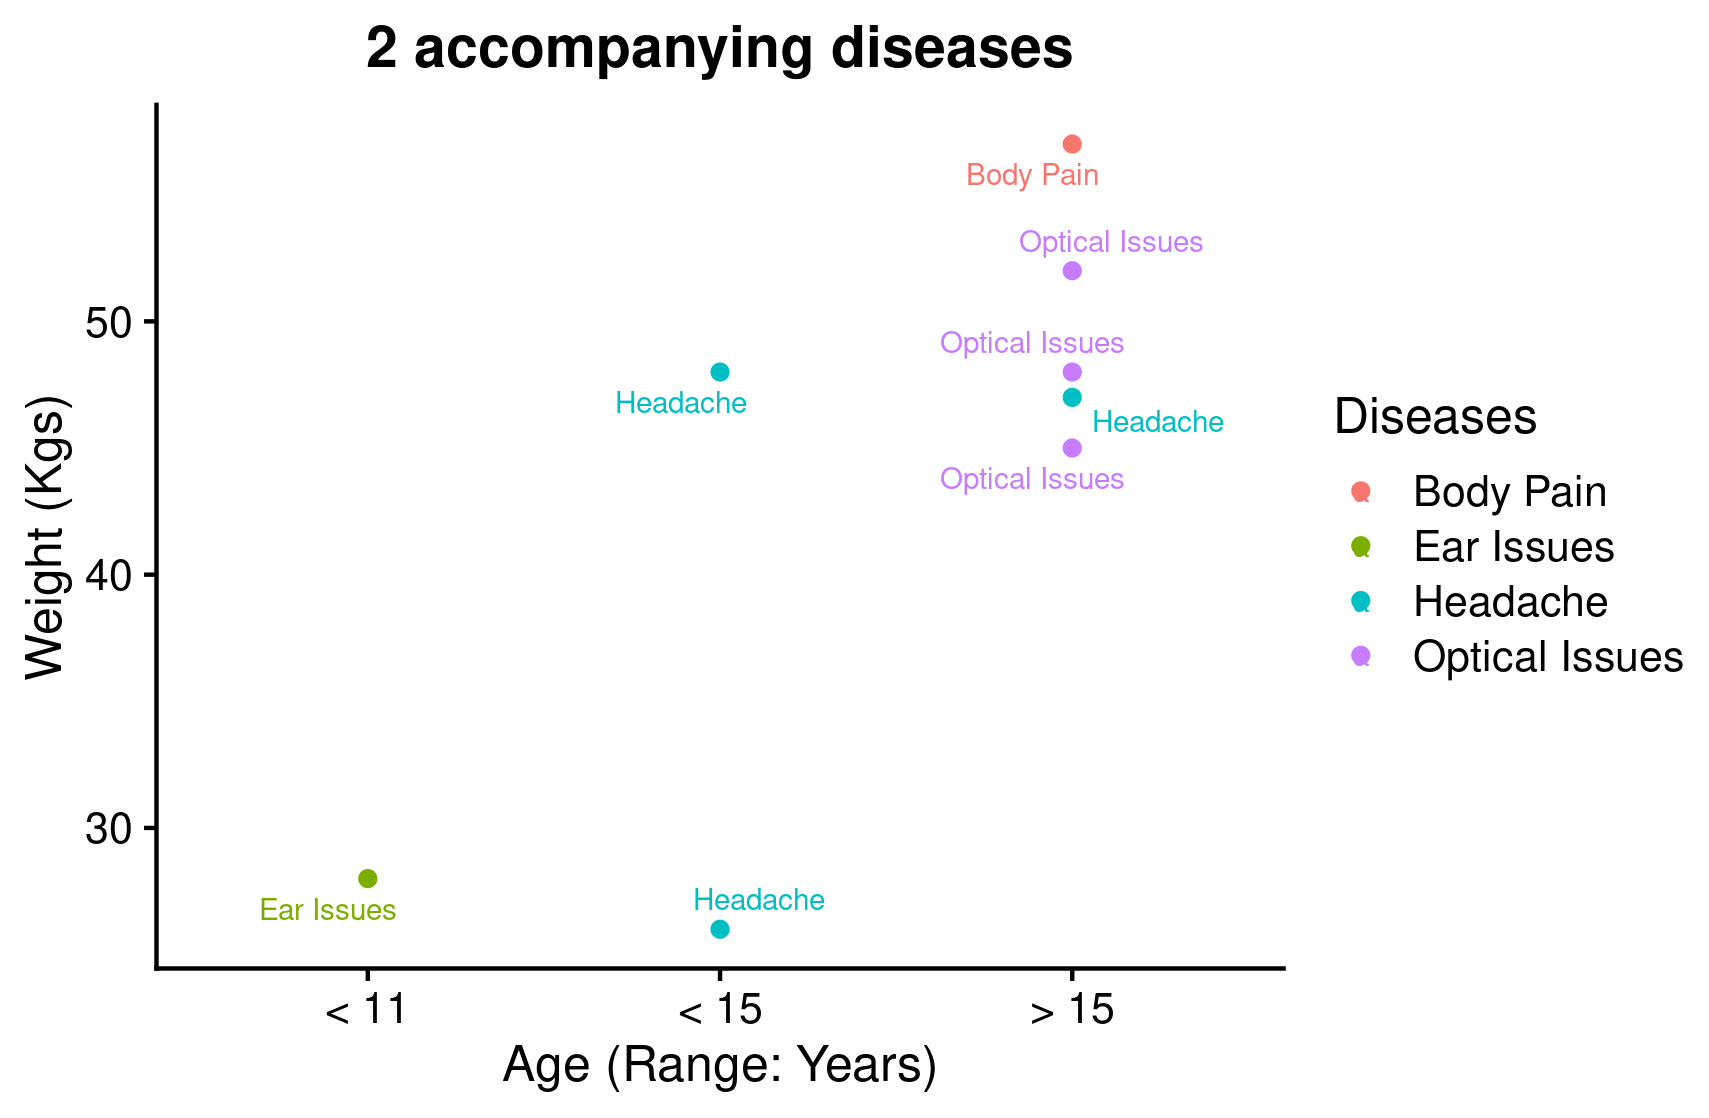 2 accompanying diseases
Weight (Kgs)
50
40
30
Body Pain
Optical Issues
Optical Issues
Headache
Headache
Optical Issues
Ear Issues
Headache
< 11
< 15
> 15
Age (Range: Years)
Diseases
Body Pain
Ear Issues
Headache
Optical Issues